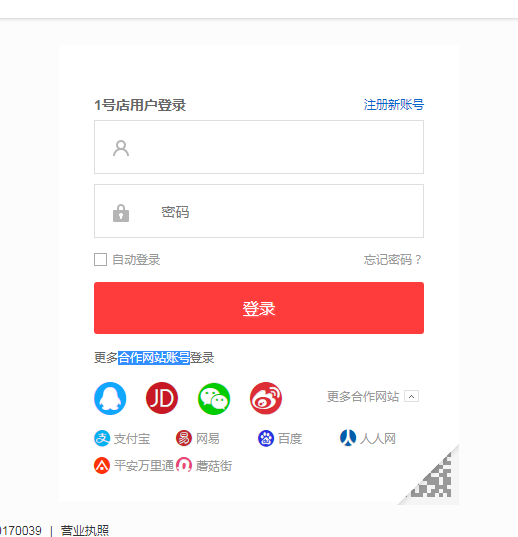 1号店用户登录 注册新账号
密码
自动登录 忘记密码？
登录
更多合作网站账号登录
JD
更多合作网站
支 支付宝 易 网易 百度 人人网
平安万里通 蘑菇街
0170039 | 营业执照